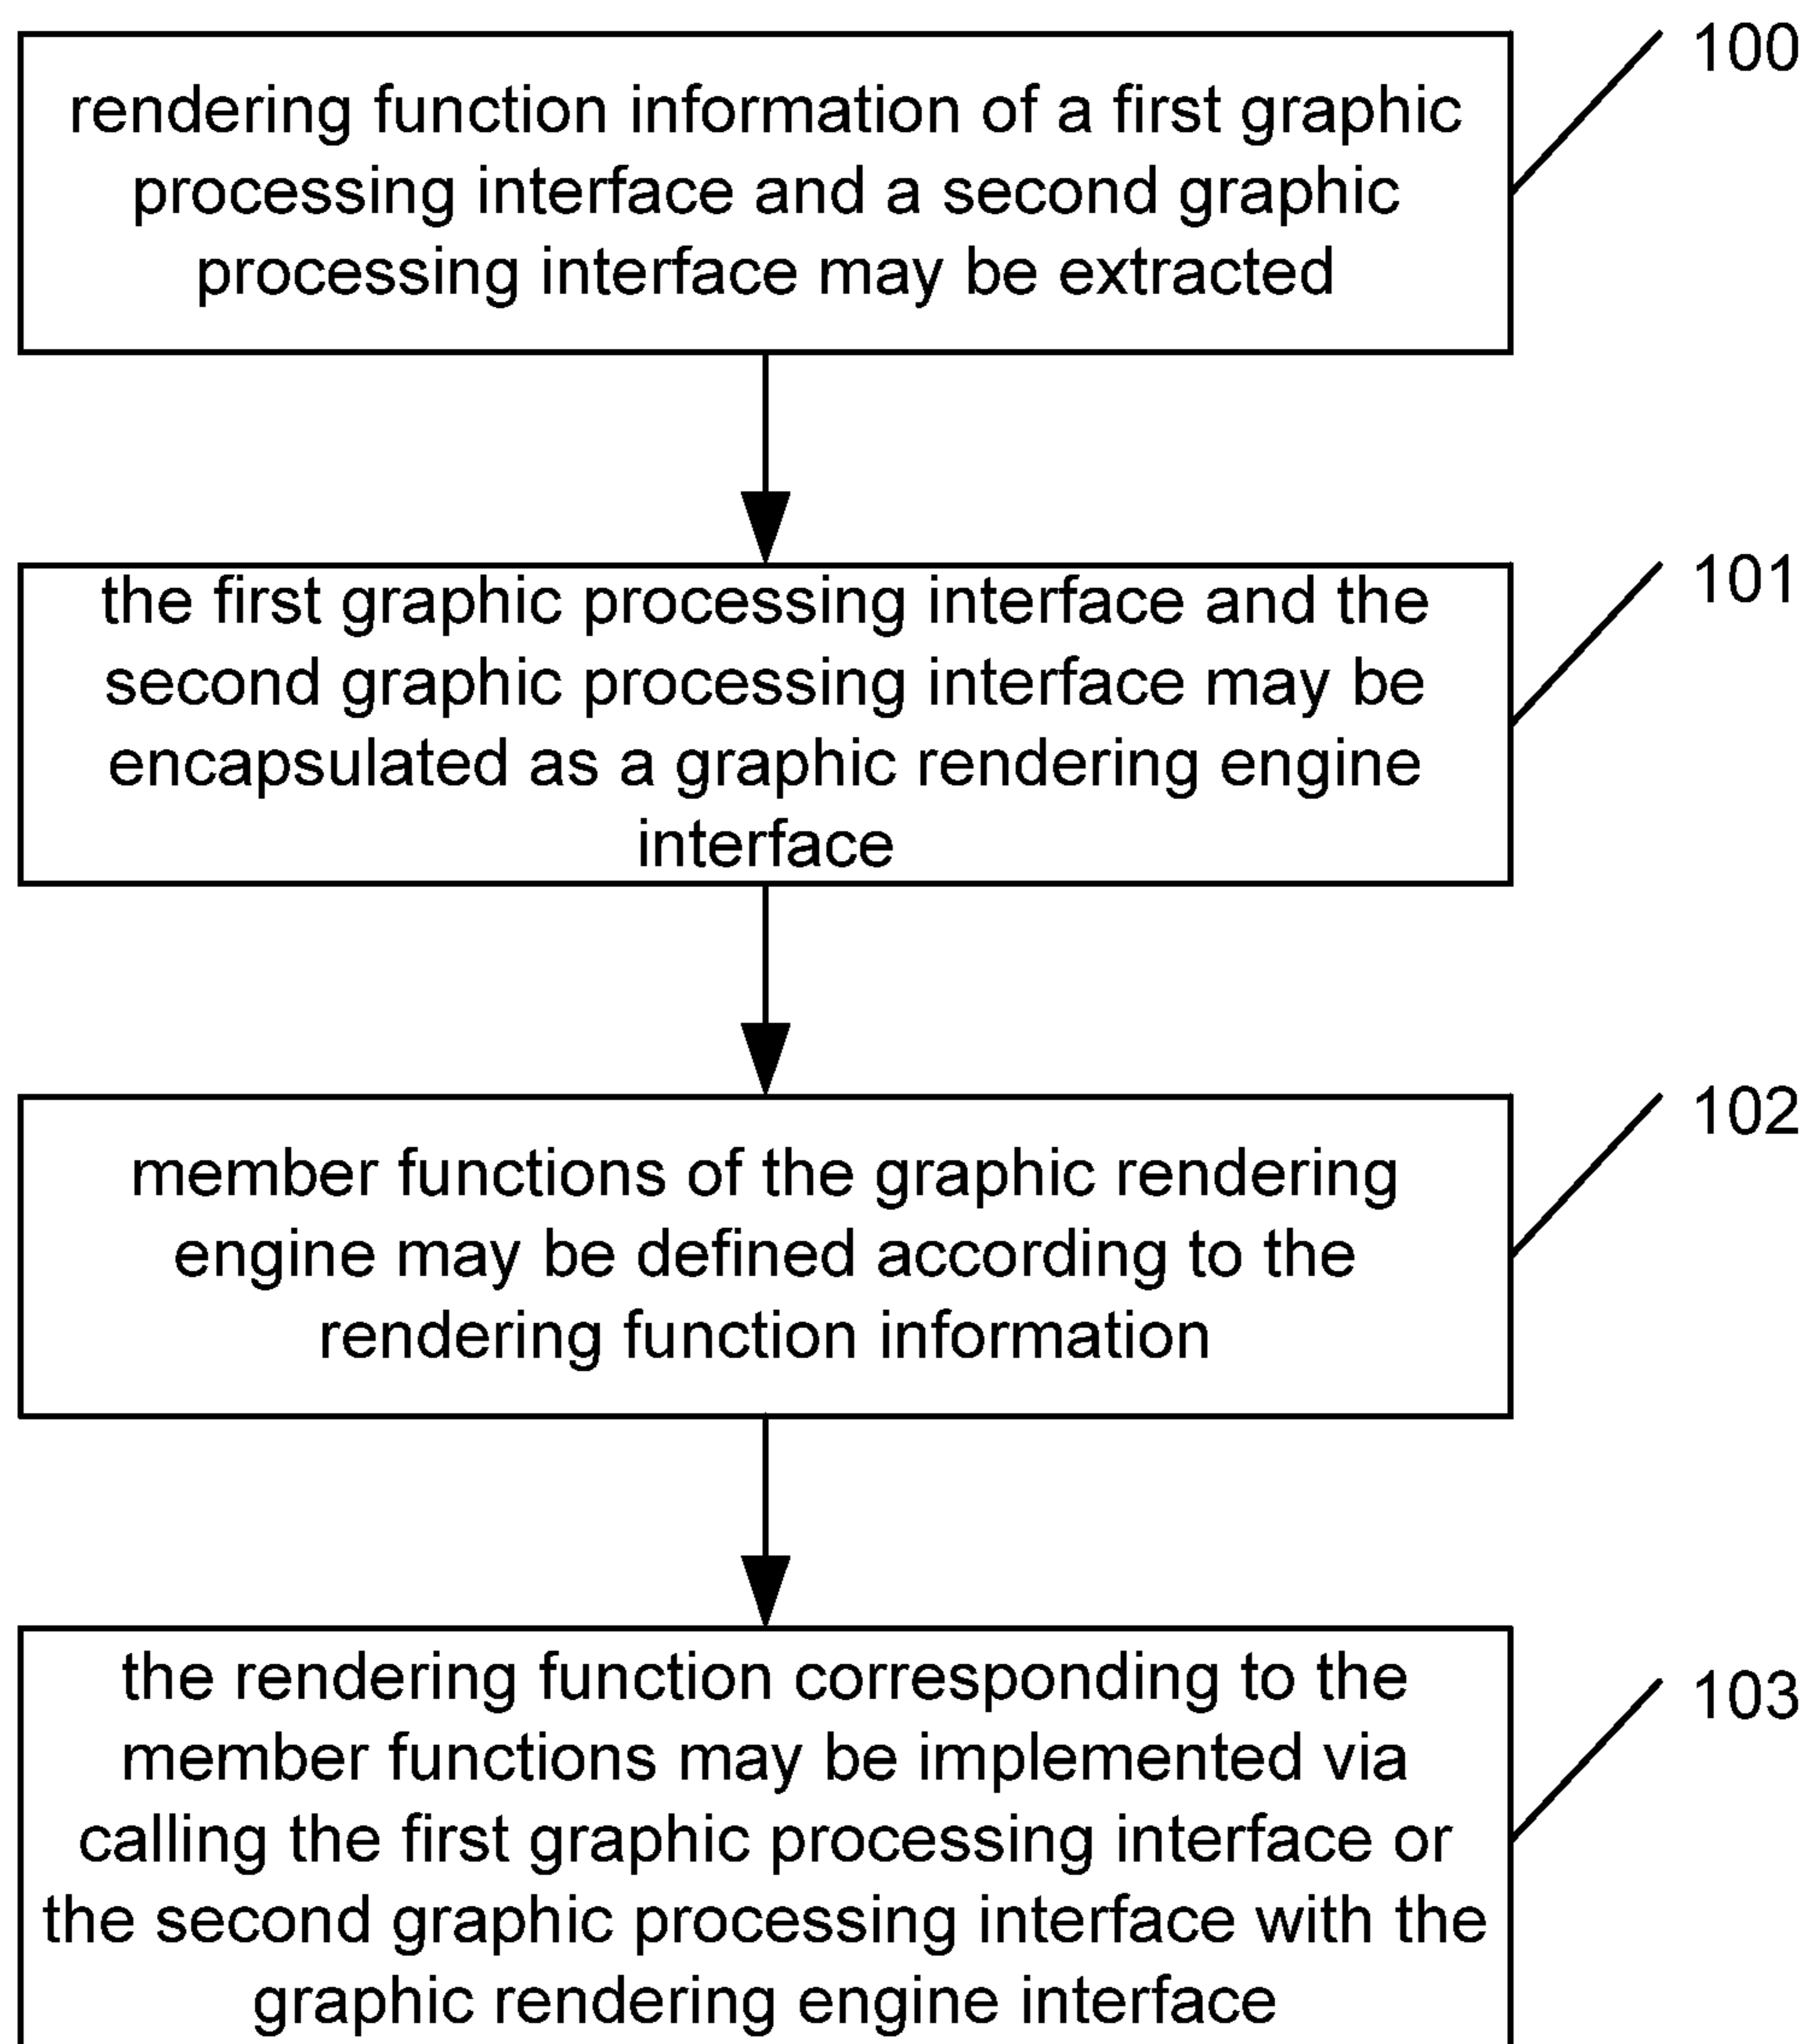 100
rendering function information of a first graphic
processing interface and a second graphic
processing interface may be extracted
101
the first graphic processing interface and the
second graphic processing interface may be
encapsulated as a graphic rendering engine
interface
102
member functions of the graphic rendering
engine may be defined according to the
rendering function information
103
the rendering function corresponding to the
member functions may be implemented via
calling the first graphic processing interface or
the second graphic processing interface with the
graphic rendering engine interface